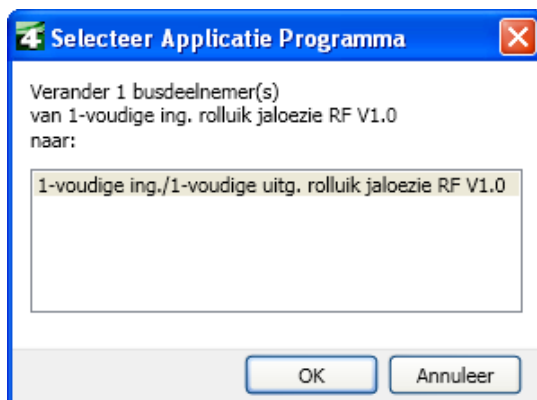 4 Selecteer Applicatie Programma
Verander 1 busdeelnemer(s)
van 1-voudige ing. rolluik jaloezie RF V1.0
naar:
1-voudige ing./1-voudige uitg. rolluik jaloezie RF V1.0
OK Annuleer